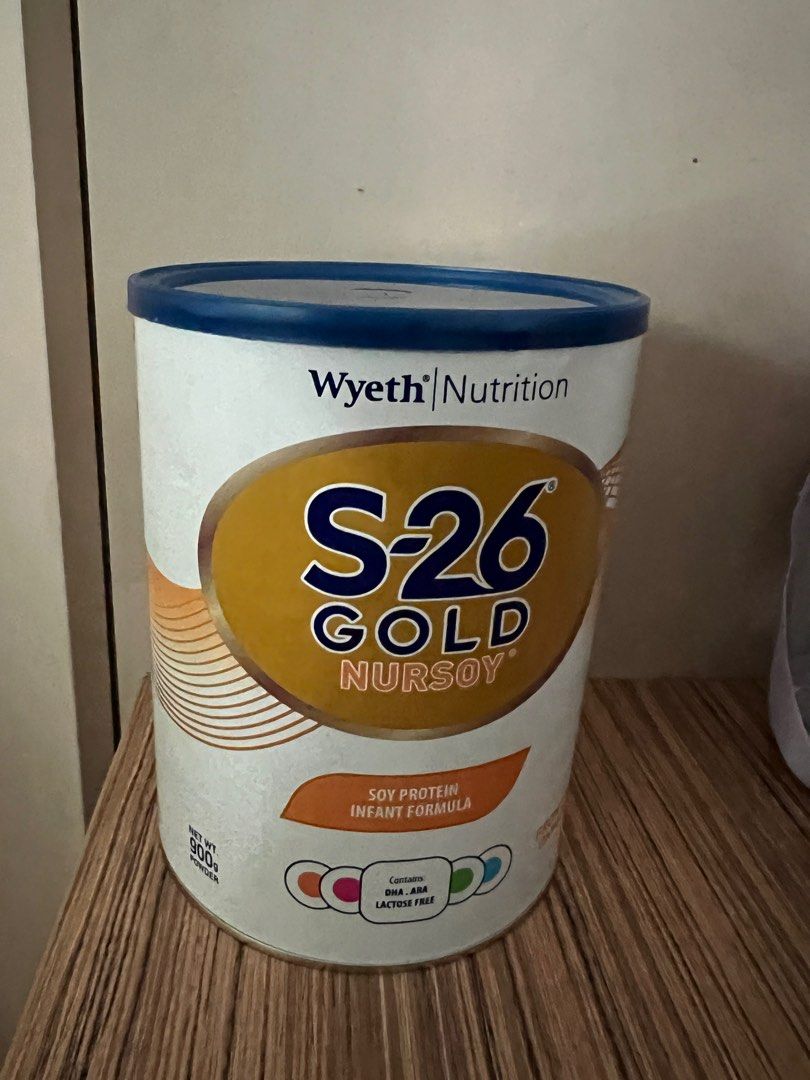 Wyeth® | Nutrition
S-26®
GOLD
NURSOY®
SOY PROTEIN
INFANT FORMULA
NET WT
900g
POWDER
Contains:
DHA . ARA
LACTOSE FREE